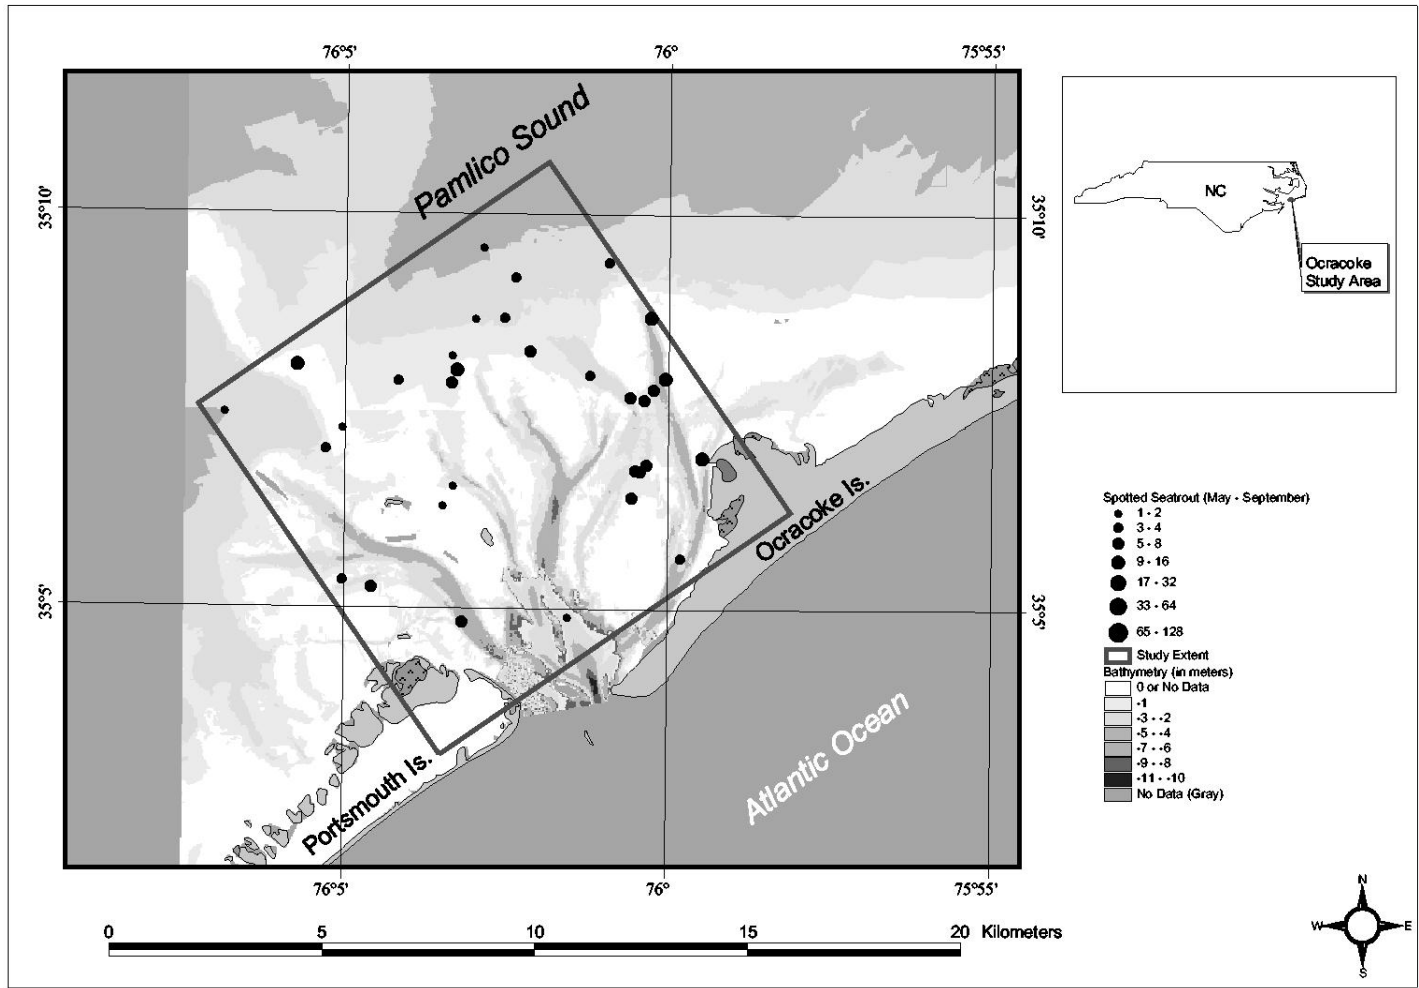 76°5'
76°
75°55'
Pamlico Sound
35°10'
35°10'
NC
Ocracoke
Study Area
Ocracoke Is.
35°5'
35°5'
Atlantic Ocean
Portsmouth Is.
76°5'
76°
75°55'
Spotted Seatrout (May - September)
1 - 2
3 - 4
5 - 8
9 - 16
17 - 32
33 - 64
65 - 128
Study Extent
Bathymetry (in meters)
0 or No Data
-1
-3 - -2
-5 - -4
-7 - -6
-9 - -8
-11 - -10
No Data (Gray)
0 5 10 15 20 Kilometers
N
W E
S